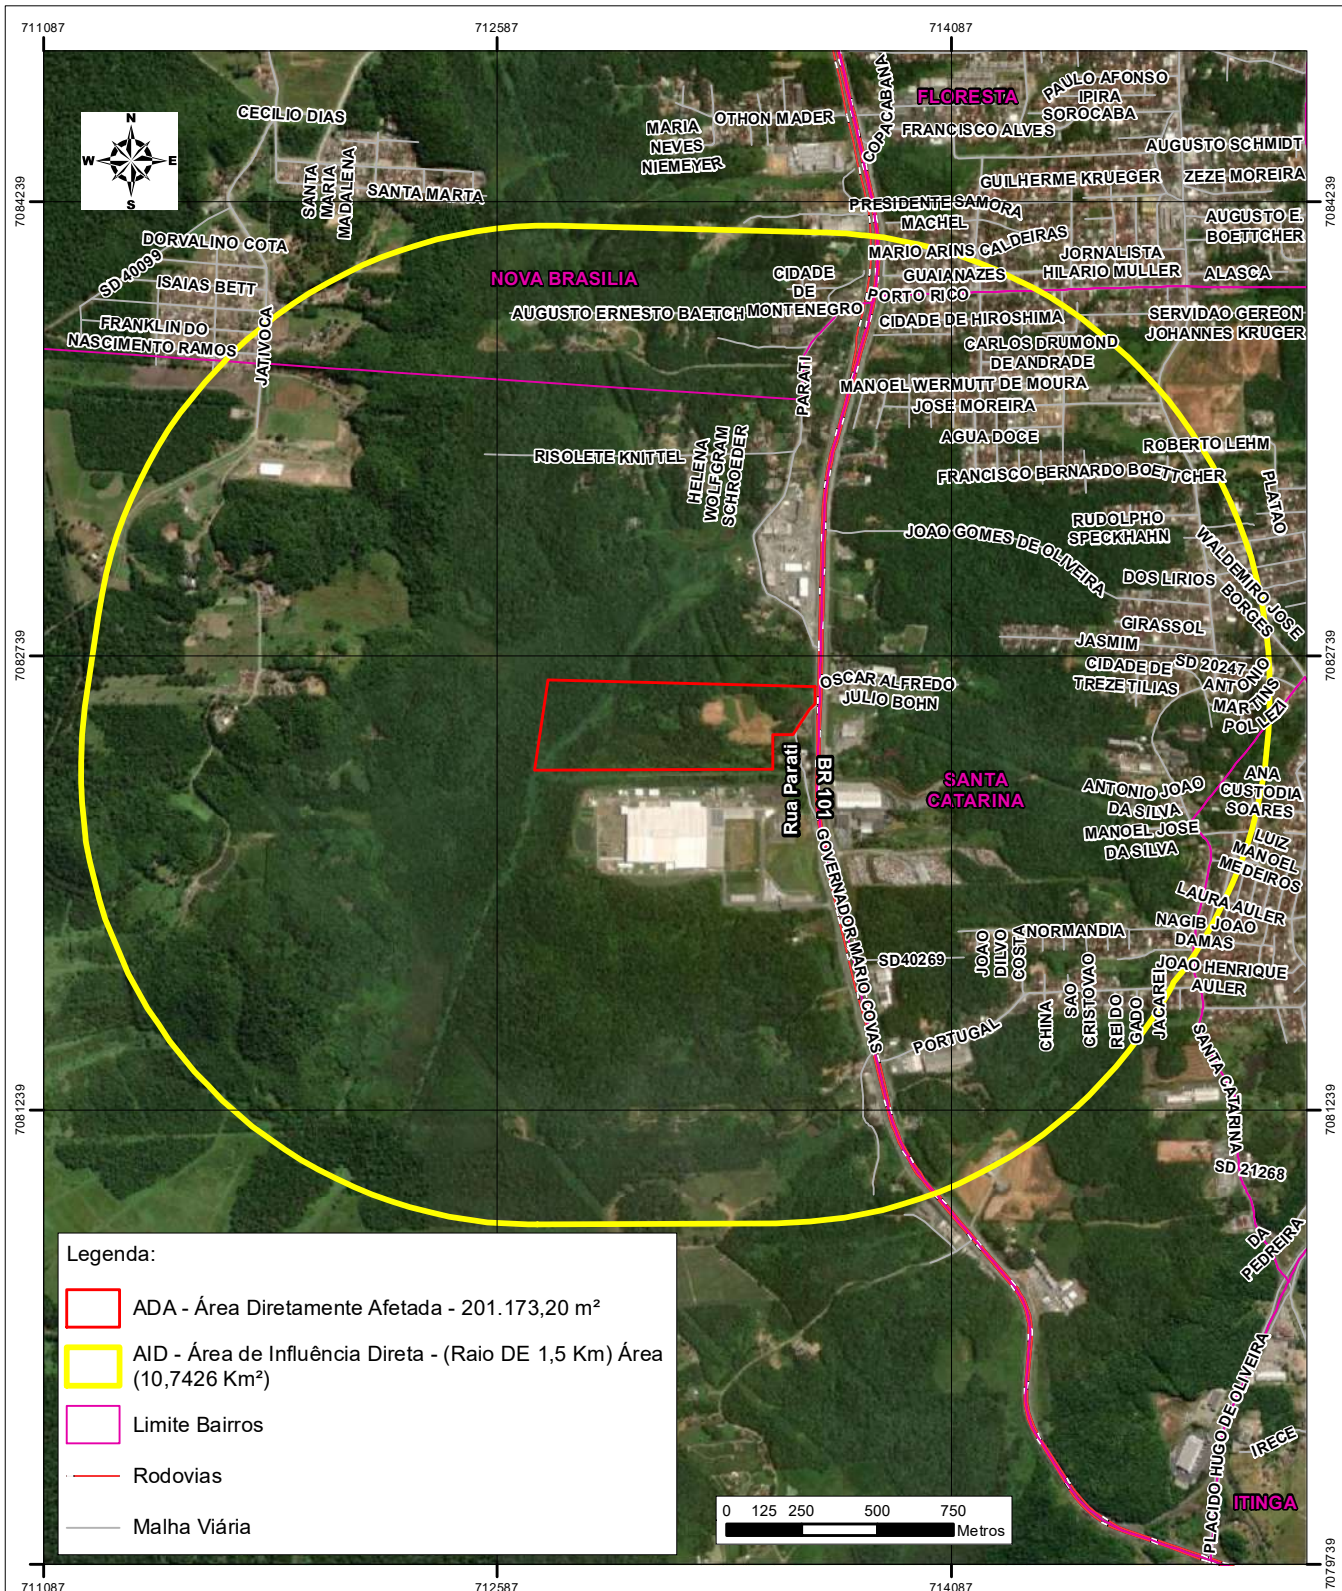 711087
712587
714087
7084239
7084239
7082739
7082739
7081239
7081239
7079739
711087
712587
714087
N
W
E
S
CECILIO DIAS
SANTA
MARIA
MADALENA
SANTA MARTA
DORVALINO COTA
SD 40099
ISAIAS BETT
FRANKLIN DO
NASCIMENTO RAMOS
JATIVOCA
MARIA
NEVES
NIEMEYER
OTHON MADER
COPACABANA
FLORESTA
PAULO AFONSO
IPIRA
SOROCABA
FRANCISCO ALVES
AUGUSTO SCHMIDT
GUILHERME KRUEGER
ZEZE MOREIRA
PRESIDENTE SAMORA
MACHEL
AUGUSTO E.
BOETTCHER
MARIO ARINS CALDEIRAS
JORNALISTA
HILARIO MULLER
GUAIANAZES
ALASCA
NOVA BRASILIA
CIDADE
DE
MONTENEGRO
PORTO RICO
AUGUSTO ERNESTO BAETCH
CIDADE DE HIROSHIMA
SERVIDAO GEREON
JOHANNES KRUGER
CARLOS DRUMOND
DE ANDRADE
PARATI
MANOEL WERMUTT DE MOURA
JOSE MOREIRA
AGUA DOCE
ROBERTO LEHM
RISOLETE KNITTEL
HELENA
WOLFGRAM
SCHROEDER
FRANCISCO BERNARDO BOETTCHER
PLATAO
RUDOLPHO
SPECKHAHN
JOAO GOMES DE OLIVEIRA
WALDEMIRO JOSE
BORGES
DOS LIRIOS
GIRASSOL
JASMIM
CIDADE DE
TREZE TILIAS
SD 20247
ANTONIO
MARTINS
POLLEZI
OSCAR ALFREDO
JULIO BOHN
Rua Parati
BR 101
SANTA
CATARINA
ANTONIO JOAO
DA SILVA
MANOEL JOSE
DA SILVA
ANA
CUSTODIA
SOARES
LUIZ
MANOEL
MEDEIROS
GOVERNADOR MARIO COVAS
LAURA AULER
NAGIB JOAO
DAMAS
NORMANDIA
JOAO
DILVO
COSTA
SD40269
JOAO HENRIQUE
AULER
CHINA
SAO
CRISTOVAO
REI DO
GADO
JACAREI
PORTUGAL
SANTA CATARINA
SD 21268
DA
PEDREIRA
PLACIDO HUGO DE OLIVEIRA
IRECE
ITINGA
Legenda:
ADA - Área Diretamente Afetada - 201.173,20 m²
AID - Área de Influência Direta - (Raio DE 1,5 Km) Área
(10,7426 Km²)
Limite Bairros
Rodovias
Malha Viária
0 125 250 500 750
Metros